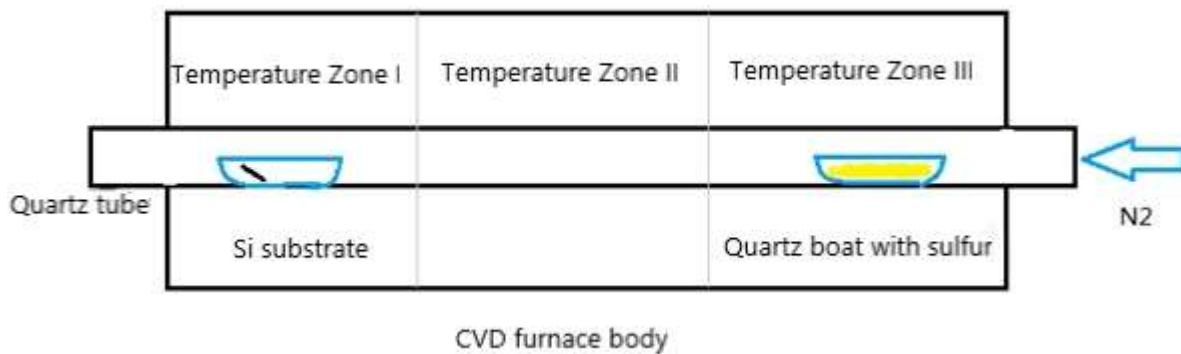 Temperature Zone I
Temperature Zone II
Temperature Zone III
Quartz tube
N2
Si substrate
Quartz boat with sulfur
CVD furnace body